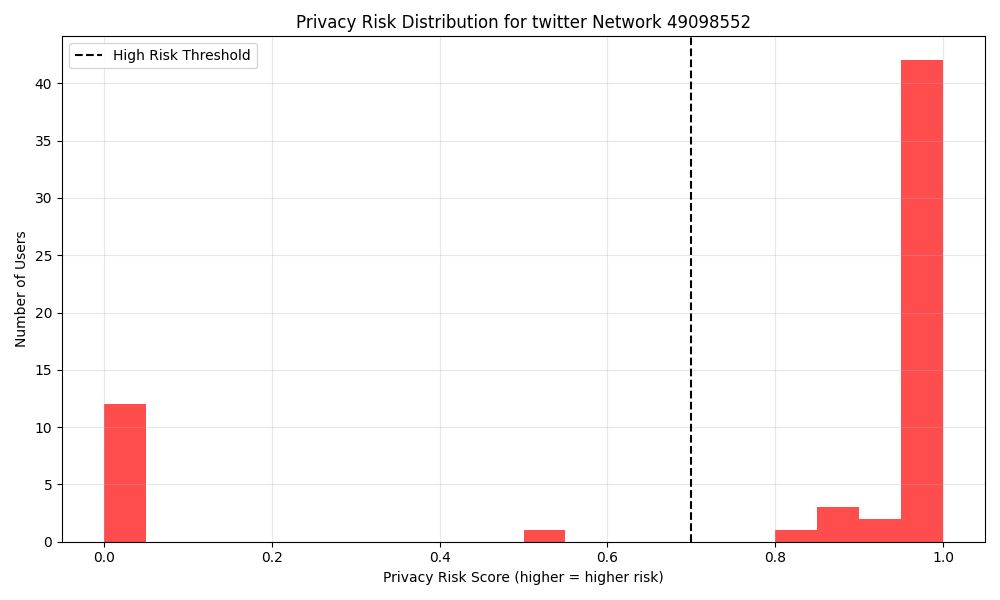 Privacy Risk Distribution for twitter Network 49098552
High Risk Threshold
Number of Users
40
35
30
25
20
15
10
5
0
0.0 0.2 0.4 0.6 0.8 1.0
Privacy Risk Score (higher = higher risk)